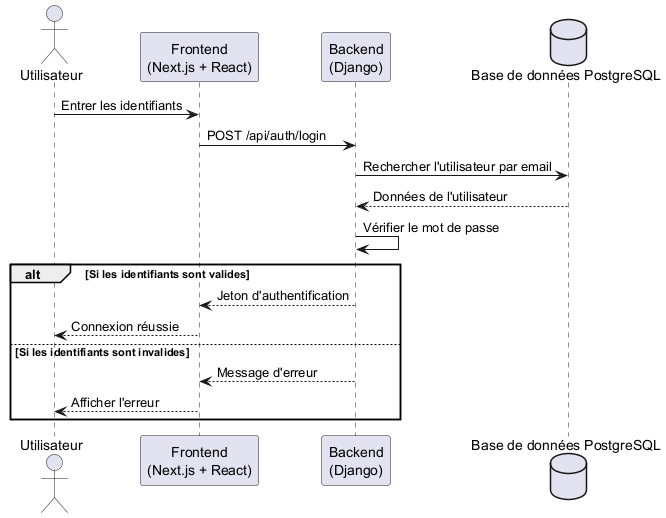 Utilisateur
Frontend
(Next.js + React)
Backend
(Django)
Base de données PostgreSQL
Entrer les identifiants
POST /api/auth/login
Rechercher l'utilisateur par email
Données de l'utilisateur
Vérifier le mot de passe
alt
[Si les identifiants sont valides]
Jeton d'authentification
Connexion réussie
[Si les identifiants sont invalides]
Message d'erreur
Afficher l'erreur
Utilisateur
Frontend
(Next.js + React)
Backend
(Django)
Base de données PostgreSQL